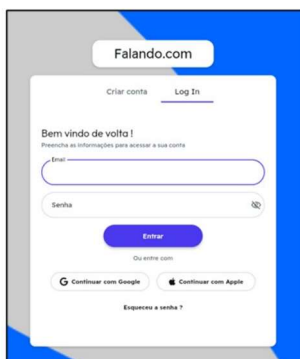 Falando.com
Criar conta
Log In
Bem vindo de volta !
Preencha as informações para acessar a sua conta
Email
Senha
Entrar
Ou entre com
Continuar com Google
Continuar com Apple
Esqueceu a senha ?